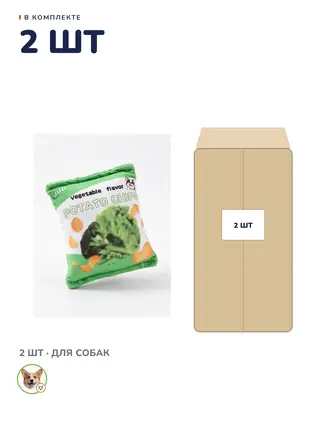 В КОМПЛЕКТЕ
2 ШТ
Vegetable flavor
POTATO CHIPS
2 ШТ
2 ШТ · ДЛЯ СОБАК